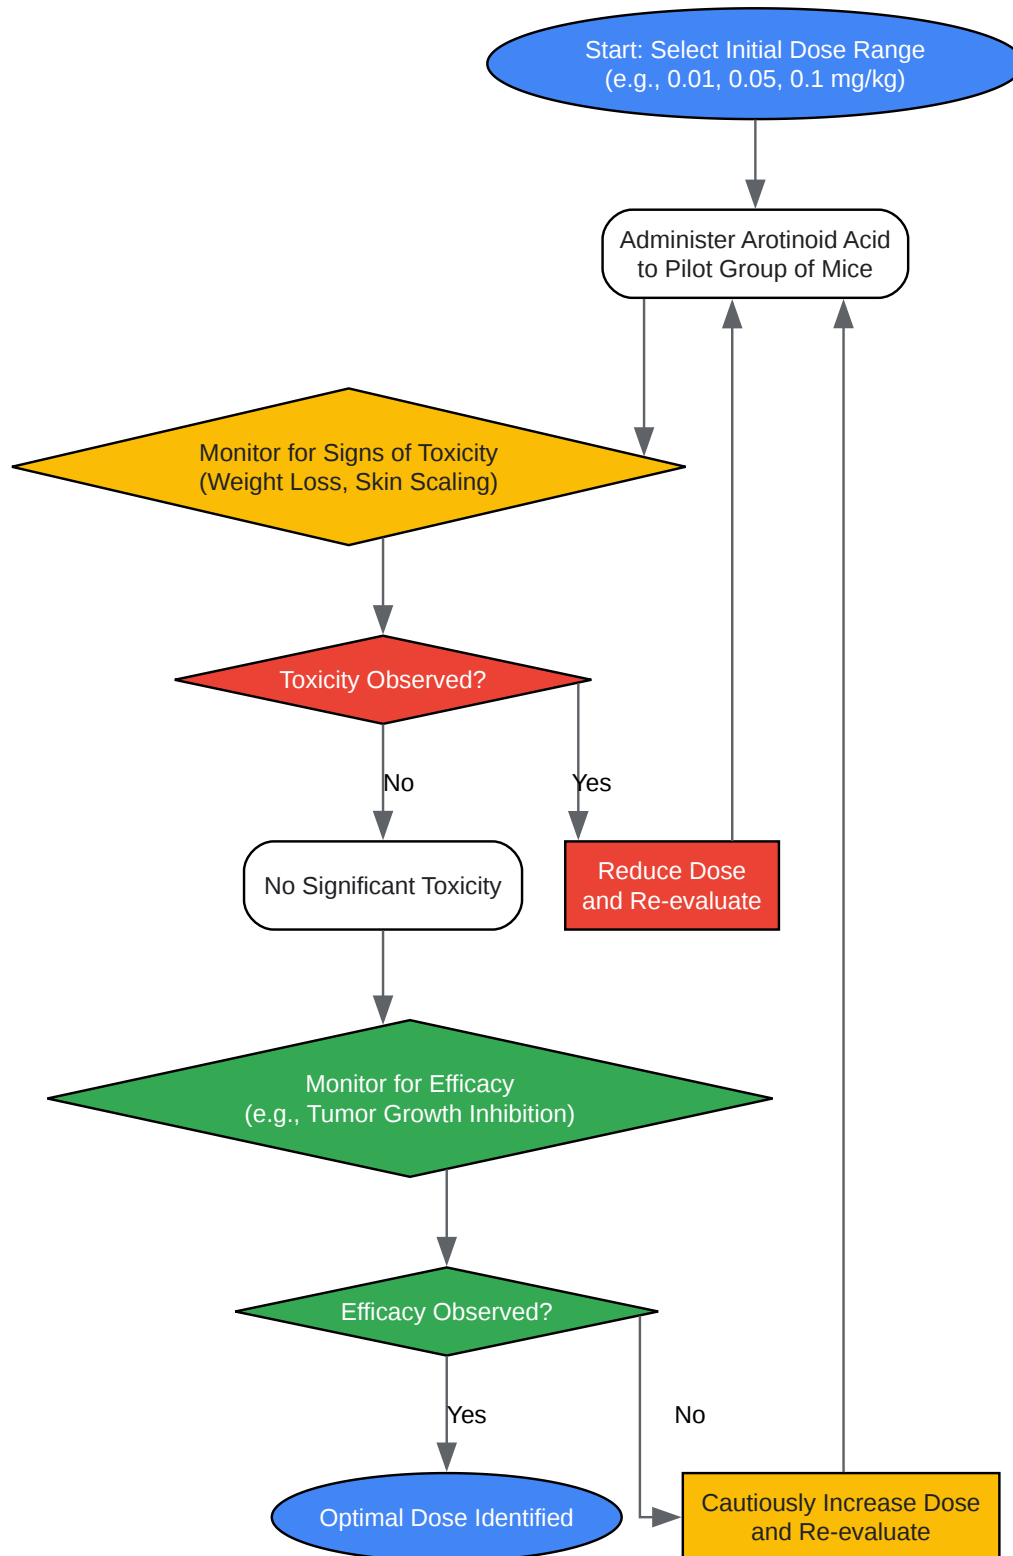 Start: Select Initial Dose Range
(e.g., 0.01, 0.05, 0.1 mg/kg)
Administer Arotinoid Acid
to Pilot Group of Mice
Monitor for Signs of Toxicity
(Weight Loss, Skin Scaling)
Toxicity Observed?
No
Yes
No Significant Toxicity
Reduce Dose
and Re-evaluate
Monitor for Efficacy
(e.g., Tumor Growth Inhibition)
Efficacy Observed?
Yes
No
Optimal Dose Identified
Cautiously Increase Dose
and Re-evaluate